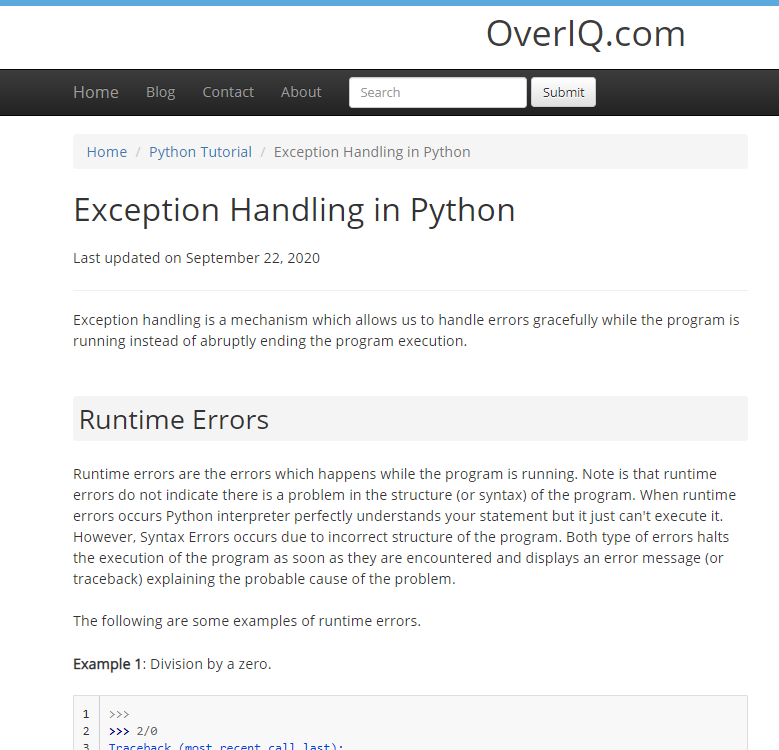 OverIQ.com
Home Blog Contact About Search Submit
Home / Python Tutorial / Exception Handling in Python
Exception Handling in Python
Last updated on September 22, 2020
Exception handling is a mechanism which allows us to handle errors gracefully while the program is
running instead of abruptly ending the program execution.
Runtime Errors
Runtime errors are the errors which happens while the program is running. Note is that runtime
errors do not indicate there is a problem in the structure (or syntax) of the program. When runtime
errors occurs Python interpreter perfectly understands your statement but it just can't execute it.
However, Syntax Errors occurs due to incorrect structure of the program. Both type of errors halts
the execution of the program as soon as they are encountered and displays an error message (or
traceback) explaining the probable cause of the problem.
The following are some examples of runtime errors.
Example 1: Division by a zero.
1 >>>
2 >>> 2/0
3 Traceback (most recent call last):